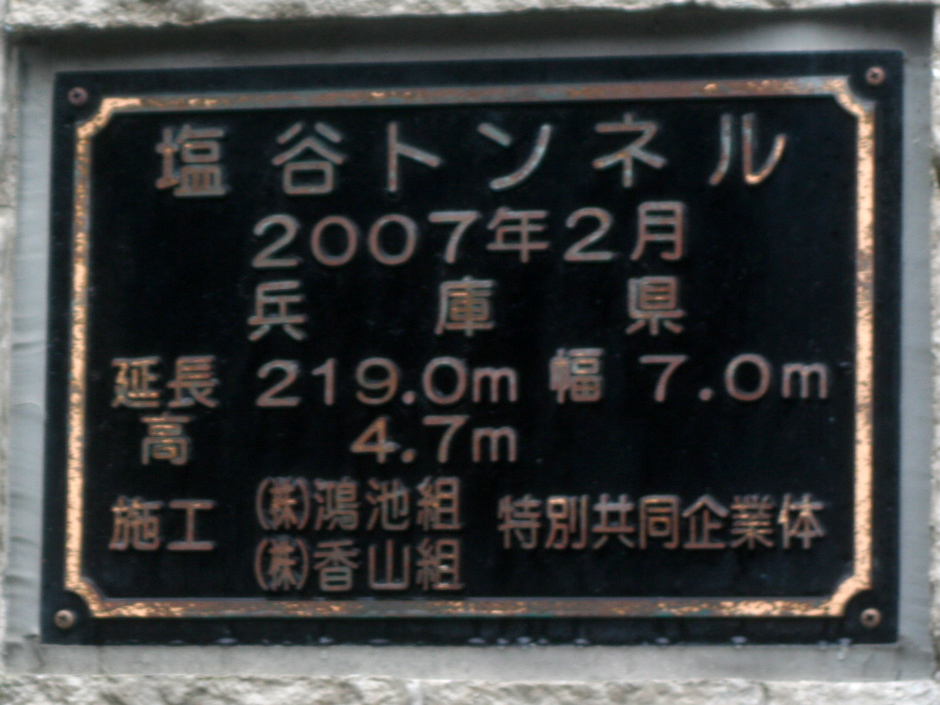 塩谷トンネル
2007年2月
兵庫県
延長 219.0m 幅 7.0m
高 4.7m
施工 ㈱鴻池組 特別共同企業体
㈱香山組